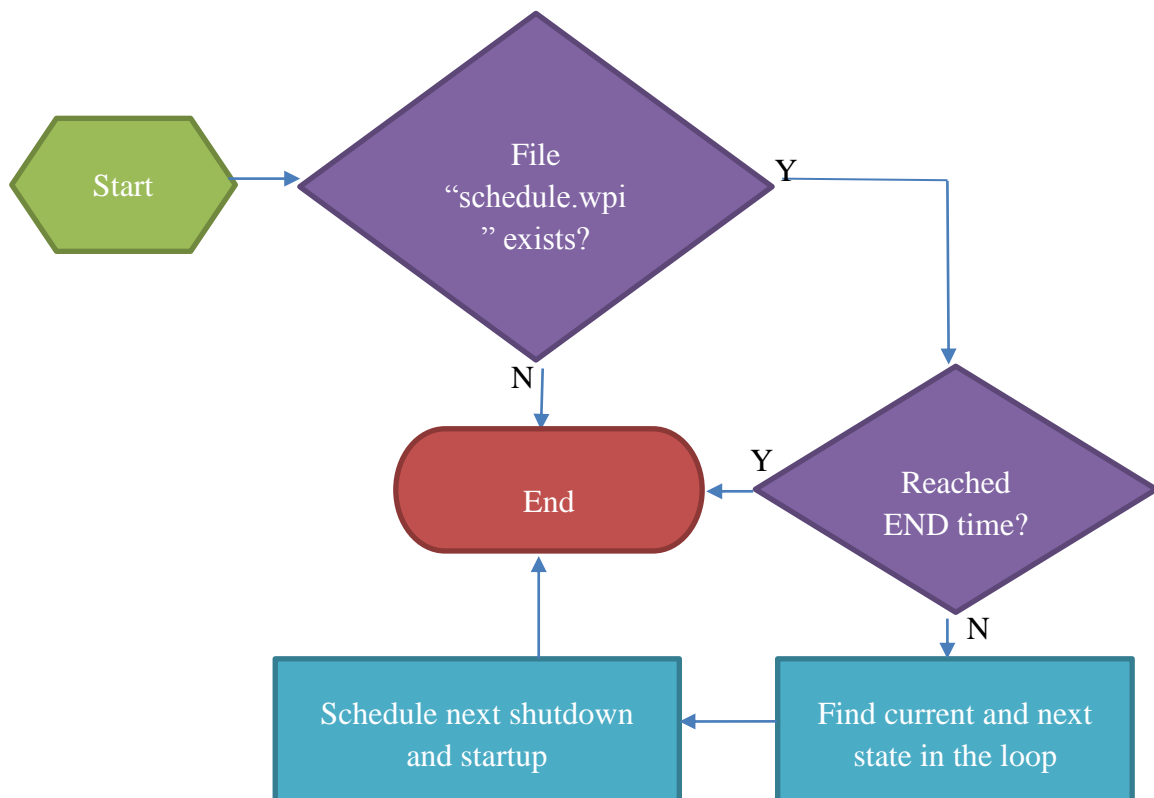 Start
File
“schedule.wpi
” exists?
Y
N
End
Y
Reached
END time?
N
Schedule next shutdown
and startup
Find current and next
state in the loop